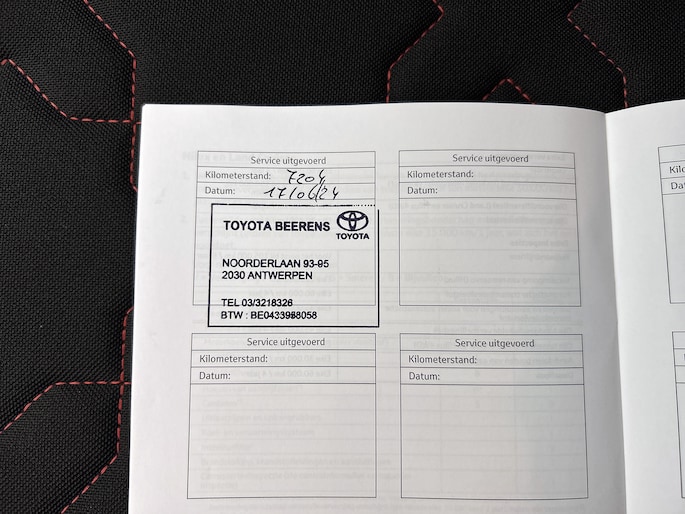 Service uitgevoerd
Kilometerstand: 7204
Datum: 17/06/24
TOYOTA BEERENS
TOYOTA
NOORDERLAAN 93-95
2030 ANTWERPEN
TEL 03/3218326
BTW : BE0433988058
Service uitgevoerd
Kilometerstand:
Datum:
Service uitgevoerd
Kilometerstand:
Datum:
Service uitgevoerd
Kilometerstand:
Datum: